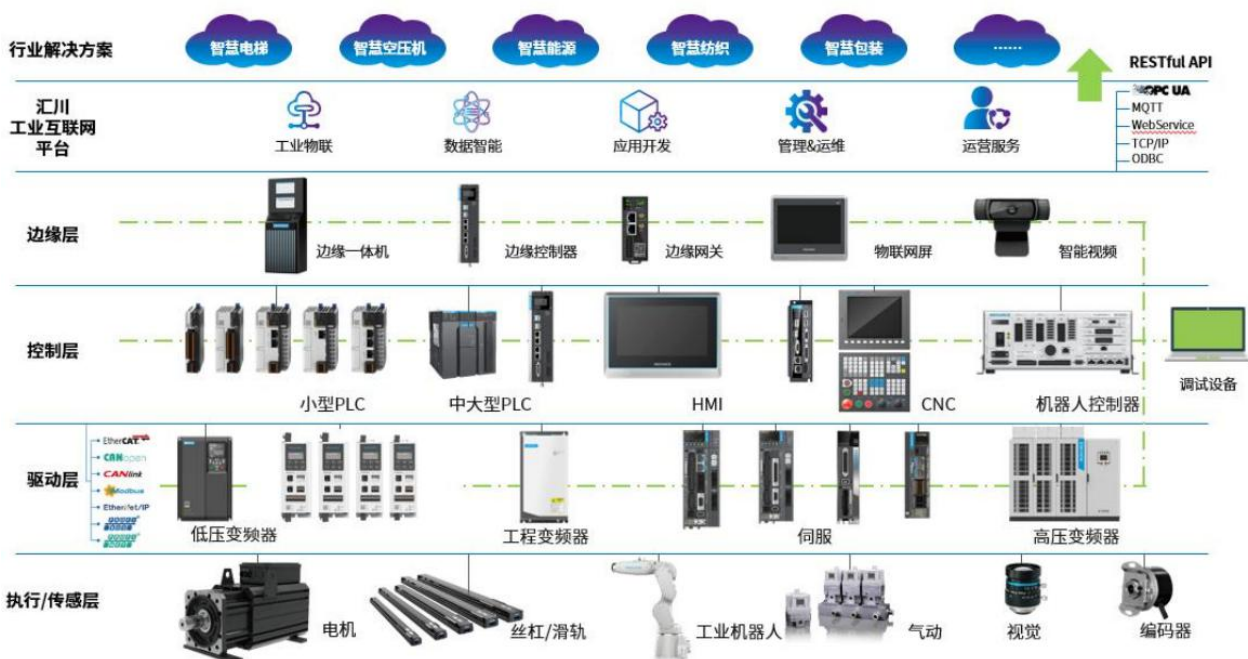 行业解决方案
智慧电梯
智慧空压机
智慧能源
智慧纺织
智慧包装
……
RESTful API
汇川
工业互联网
平台
工业物联
数据智能
应用开发
管理&运维
运营服务
OPC UA
MQTT
WebService
TCP/IP
ODBC
边缘层
边缘一体机
边缘控制器
边缘网关
物联网屏
智能视频
控制层
小型PLC
中大型PLC
HMI
CNC
机器人控制器
调试设备
驱动层
EtherCAT
CANopen
CANlink
Modbus
EtherNet/IP
低压变频器
工程变频器
伺服
高压变频器
执行/传感层
电机
丝杠/滑轨
工业机器人
气动
视觉
编码器